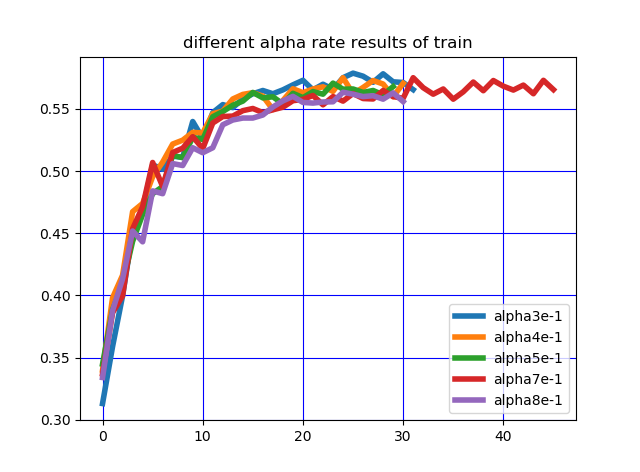 different alpha rate results of train
0.55
0.50
0.45
0.40
0.35
0.30
0
10
20
30
40
alpha3e-1
alpha4e-1
alpha5e-1
alpha7e-1
alpha8e-1